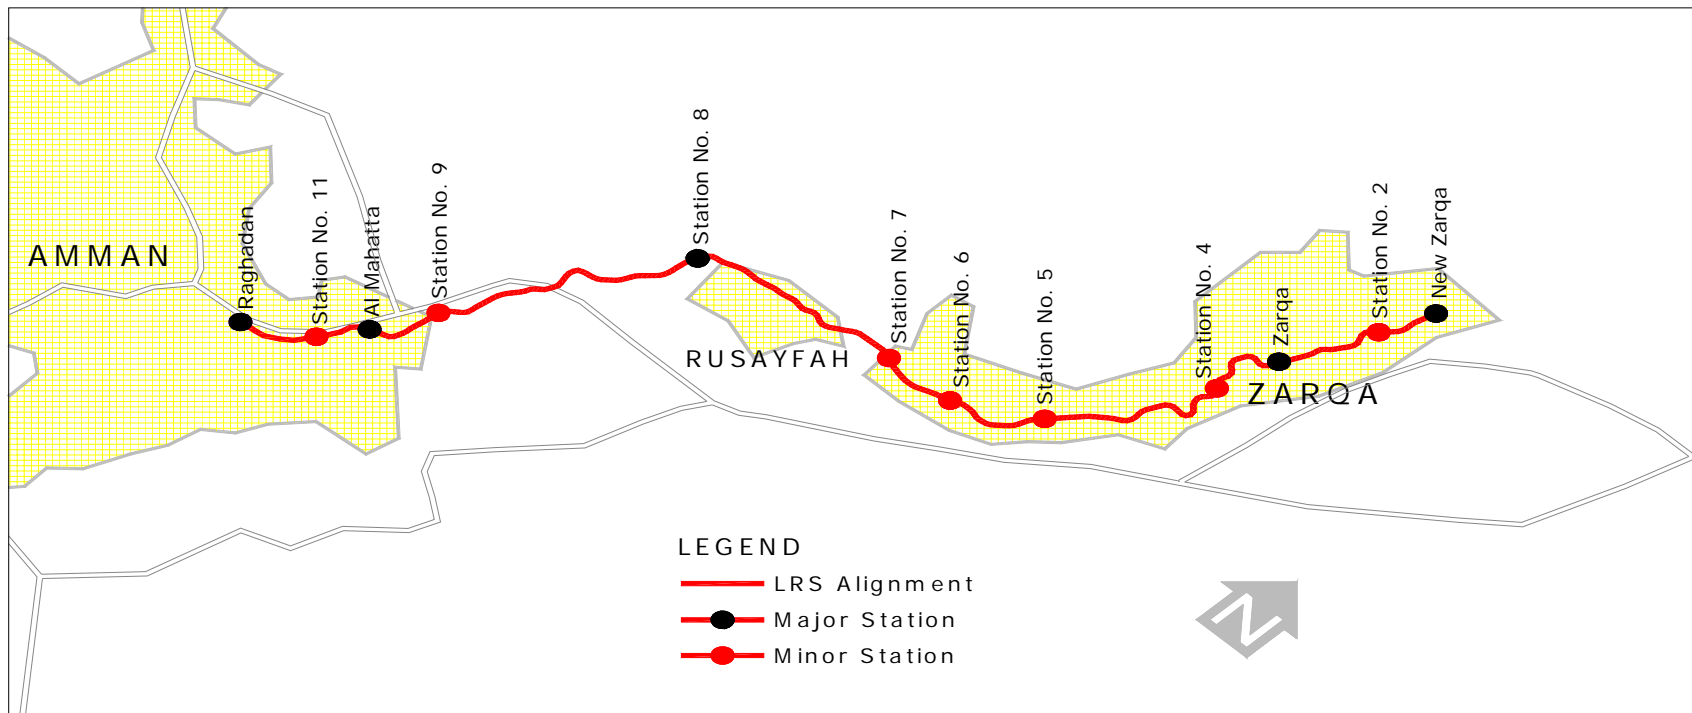 AMMAN
Raghadan
Station No. 11
Al Mahatta
Station No. 9
Station No. 8
RUSAYFAH
Station No. 7
Station No. 6
Station No. 5
Station No. 4
Zarqa
ZARQA
Station No. 2
New Zarqa
LEGEND
LRS Alignment
Major Station
Minor Station
N